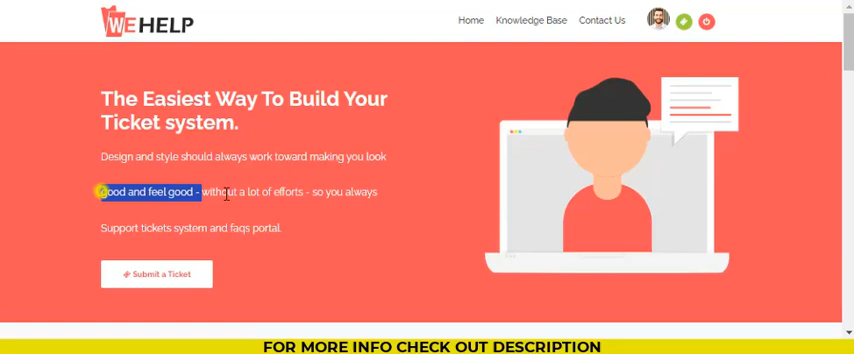 WEHELP
Home Knowledge Base Contact Us
The Easiest Way To Build Your
Ticket system.
Design and style should always work toward making you look
good and feel good - without a lot of efforts - so you always
Support tickets system and faqs portal.
Submit a Ticket
FOR MORE INFO CHECK OUT DESCRIPTION